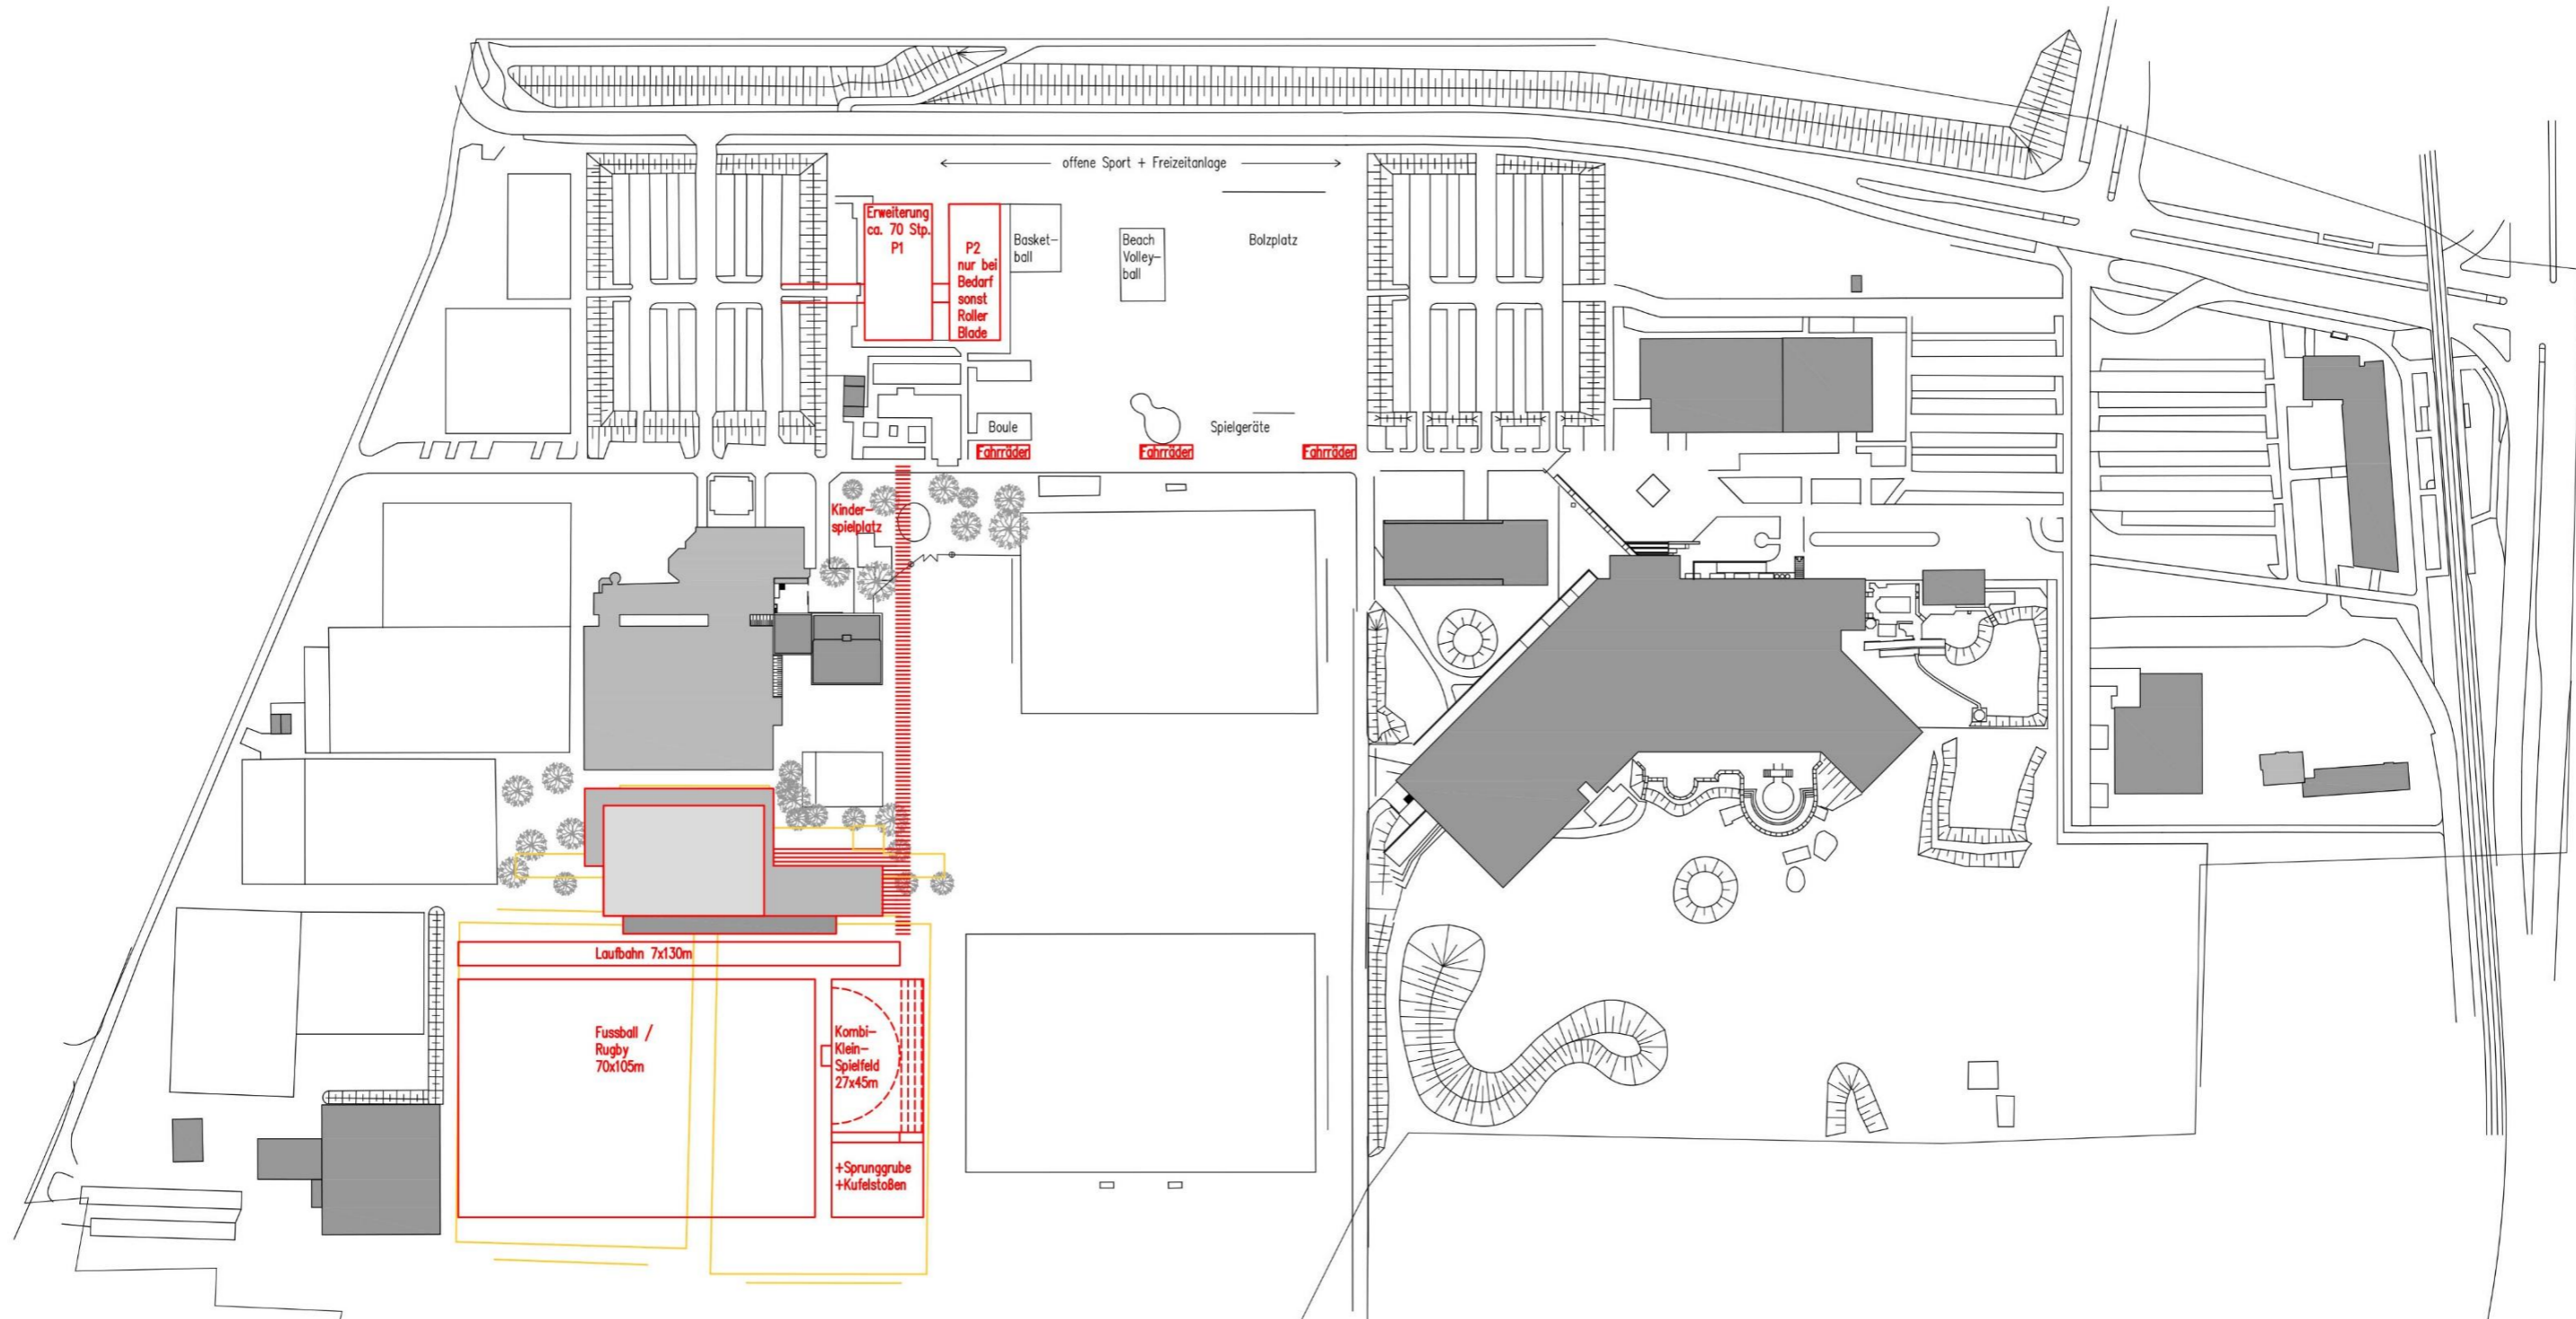 offene Sport + Freizeitanlage
Erweiterung
ca. 70 Stp.
P1
P2
nur bei
Bedarf
sonst
Roller
Blade
Basket-
ball
Beach
Volley-
ball
Bolzplatz
Boule
Spielgeräte
Fahrräder
Fahrräder
Fahrräder
Kinder-
spielplatz
Laufbahn 7x130m
Fussball /
Rugby
70x105m
Kombi-
Klein-
Spielfeld
27x45m
+Sprunggrube
+Kufelstoßen